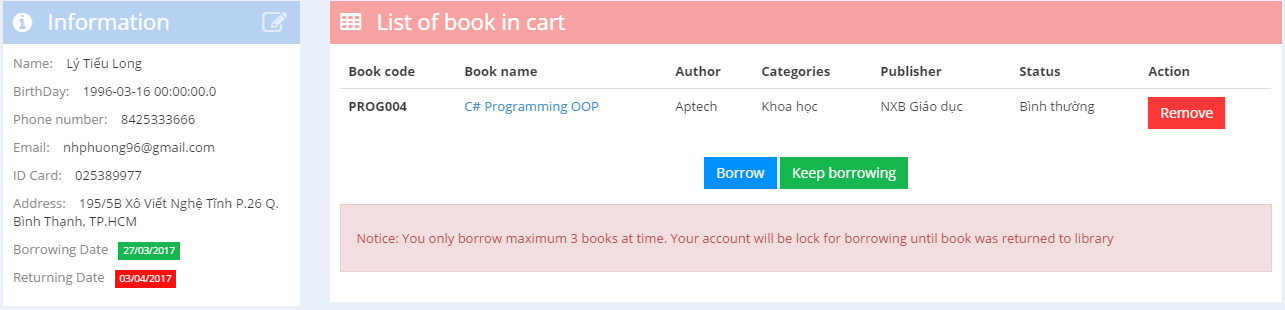 Information
Name: Lý Tiểu Long
BirthDay: 1996-03-16 00:00:00.0
Phone number: 8425333666
Email: nhphuong96@gmail.com
ID Card: 025389977
Address: 195/5B Xô Viết Nghệ Tĩnh P.26 Q.
Bình Thạnh, TP.HCM
Borrowing Date 27/03/2017
Returning Date 03/04/2017
List of book in cart
Book code Book name Author Categories Publisher Status Action
PROG004 C# Programming OOP Aptech Khoa học NXB Giáo dục Bình thường Remove
Borrow Keep borrowing
Notice: You only borrow maximum 3 books at time. Your account will be lock for borrowing until book was returned to library